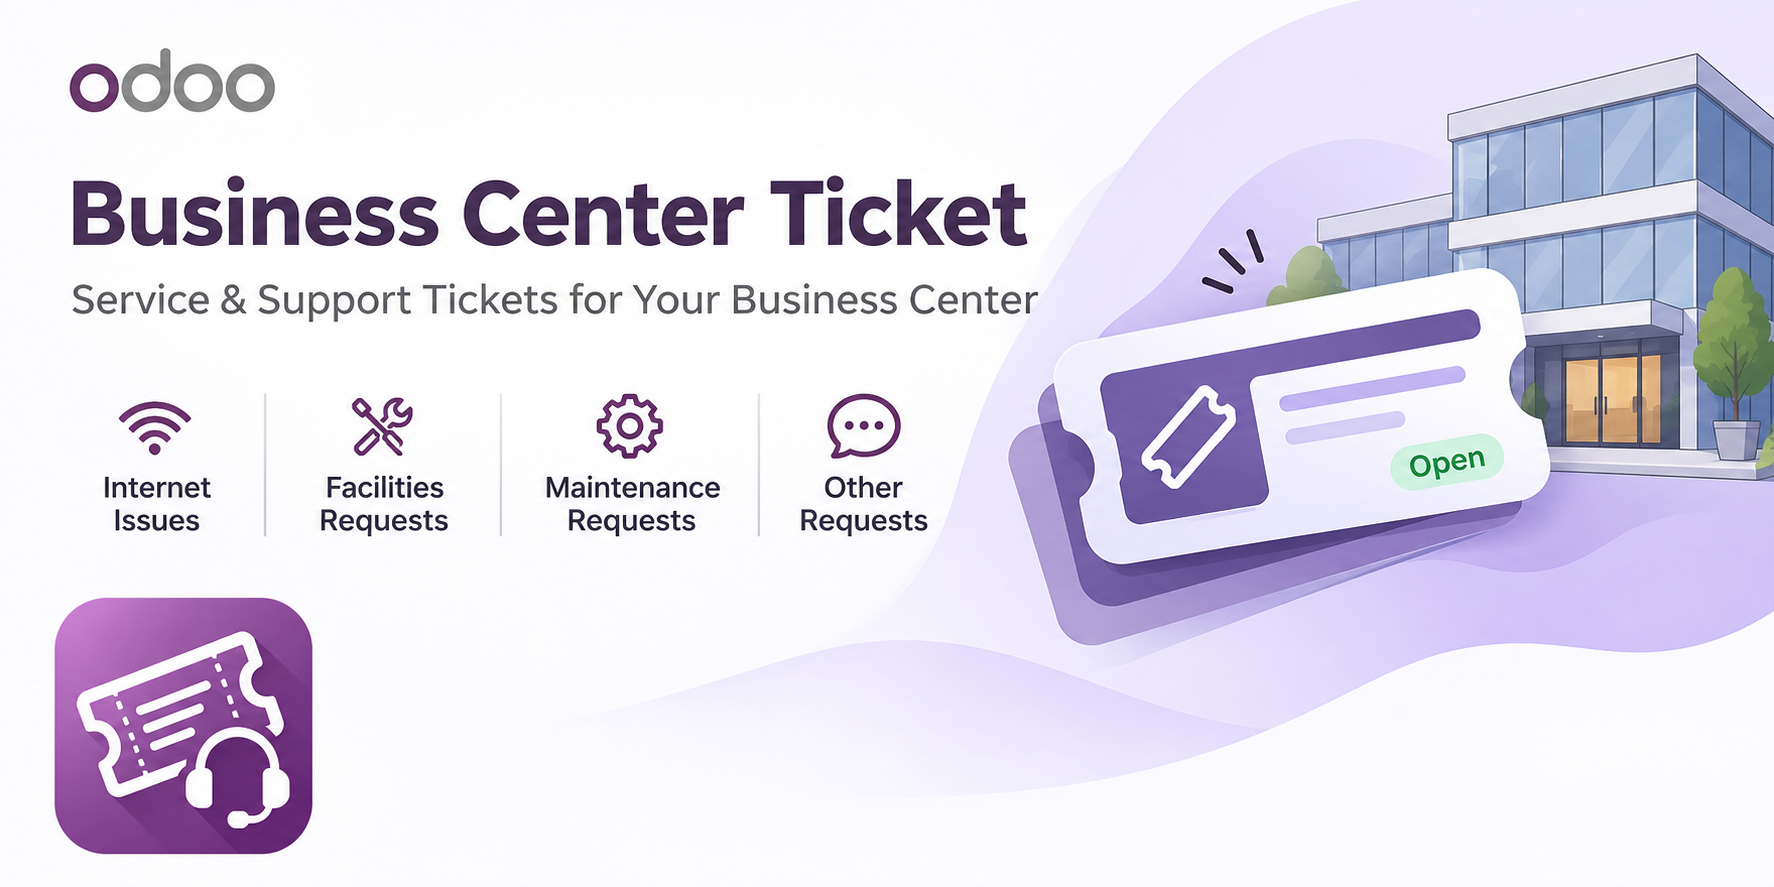 odoo
Business Center Ticket
Service & Support Tickets for Your Business Center
Internet
Issues
Facilities
Requests
Maintenance
Requests
Other
Requests
Open